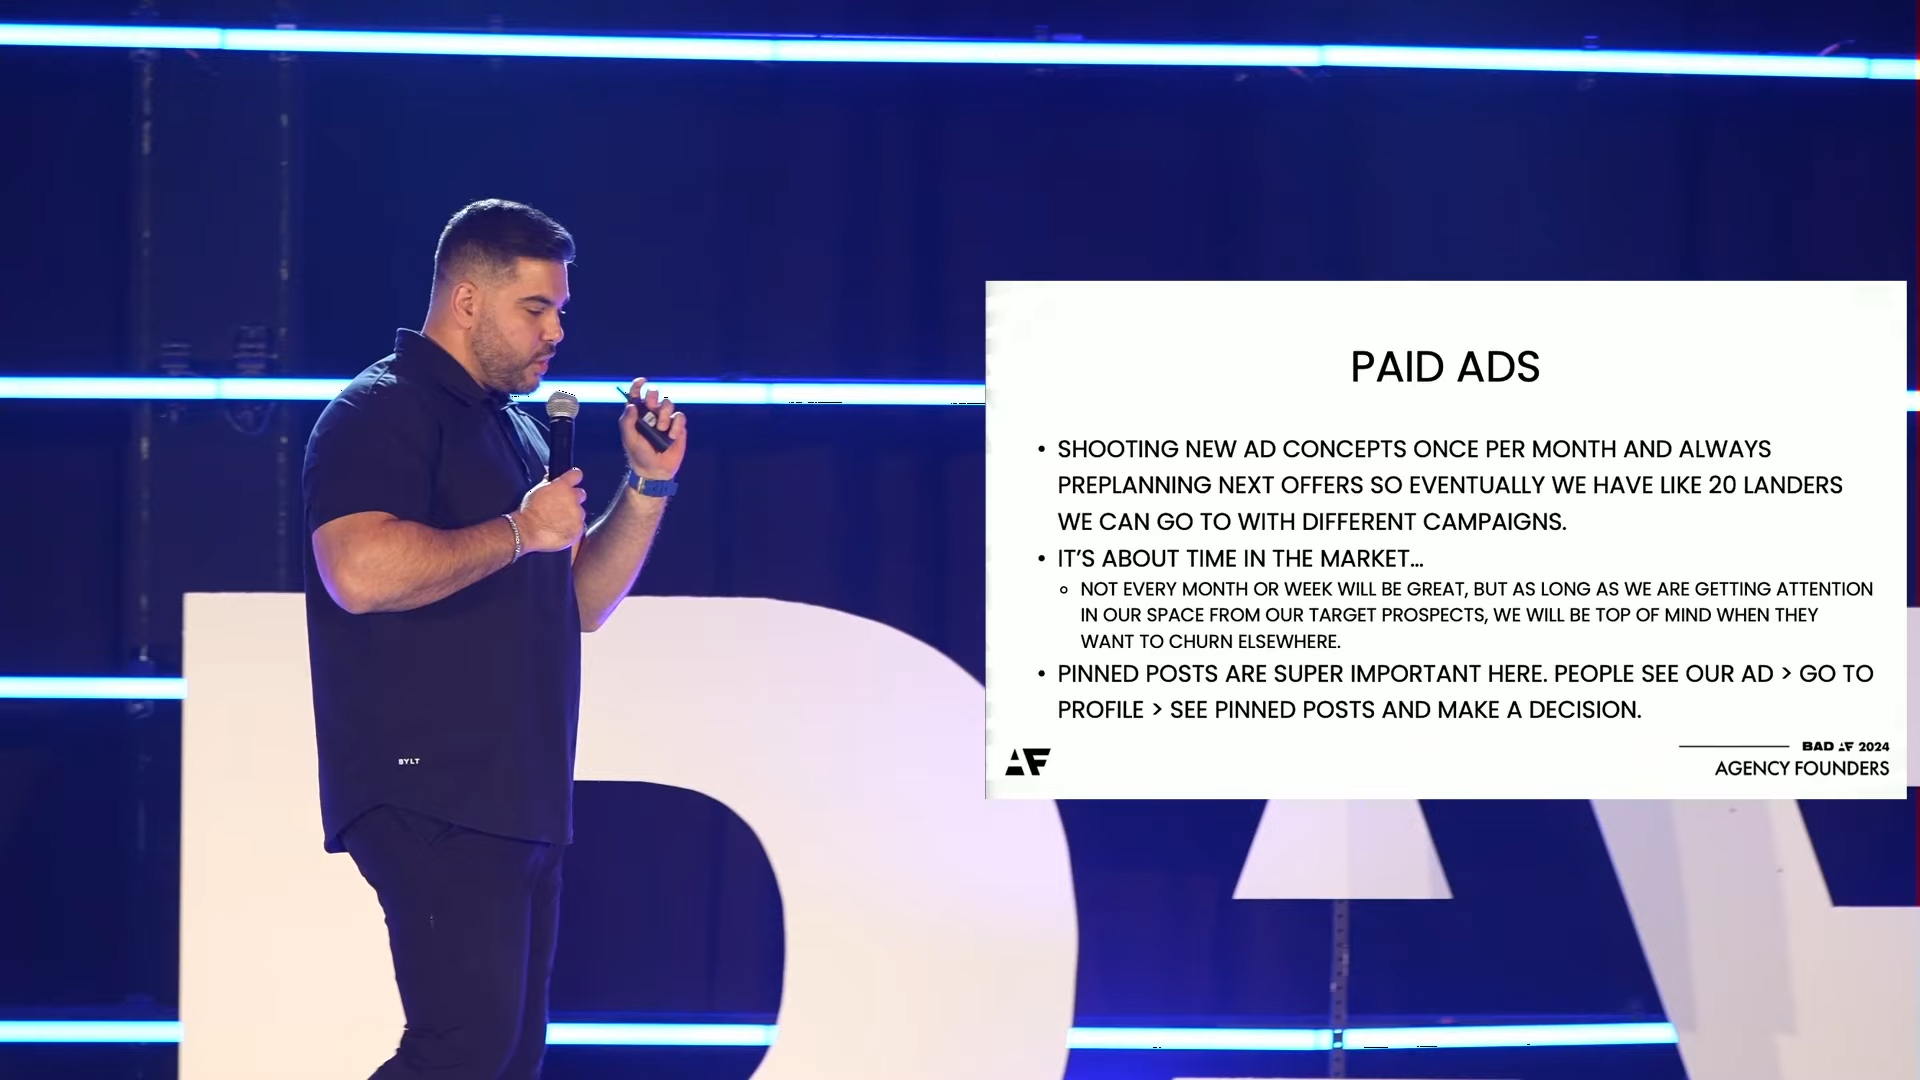 PAID ADS
• SHOOTING NEW AD CONCEPTS ONCE PER MONTH AND ALWAYS
PREPLANNING NEXT OFFERS SO EVENTUALLY WE HAVE LIKE 20 LANDERS
WE CAN GO TO WITH DIFFERENT CAMPAIGNS.
• IT'S ABOUT TIME IN THE MARKET...
◦ NOT EVERY MONTH OR WEEK WILL BE GREAT, BUT AS LONG AS WE ARE GETTING ATTENTION
IN OUR SPACE FROM OUR TARGET PROSPECTS, WE WILL BE TOP OF MIND WHEN THEY
WANT TO CHURN ELSEWHERE.
• PINNED POSTS ARE SUPER IMPORTANT HERE. PEOPLE SEE OUR AD > GO TO
PROFILE > SEE PINNED POSTS AND MAKE A DECISION.
AF
BAD AF 2024
AGENCY FOUNDERS
BYLT